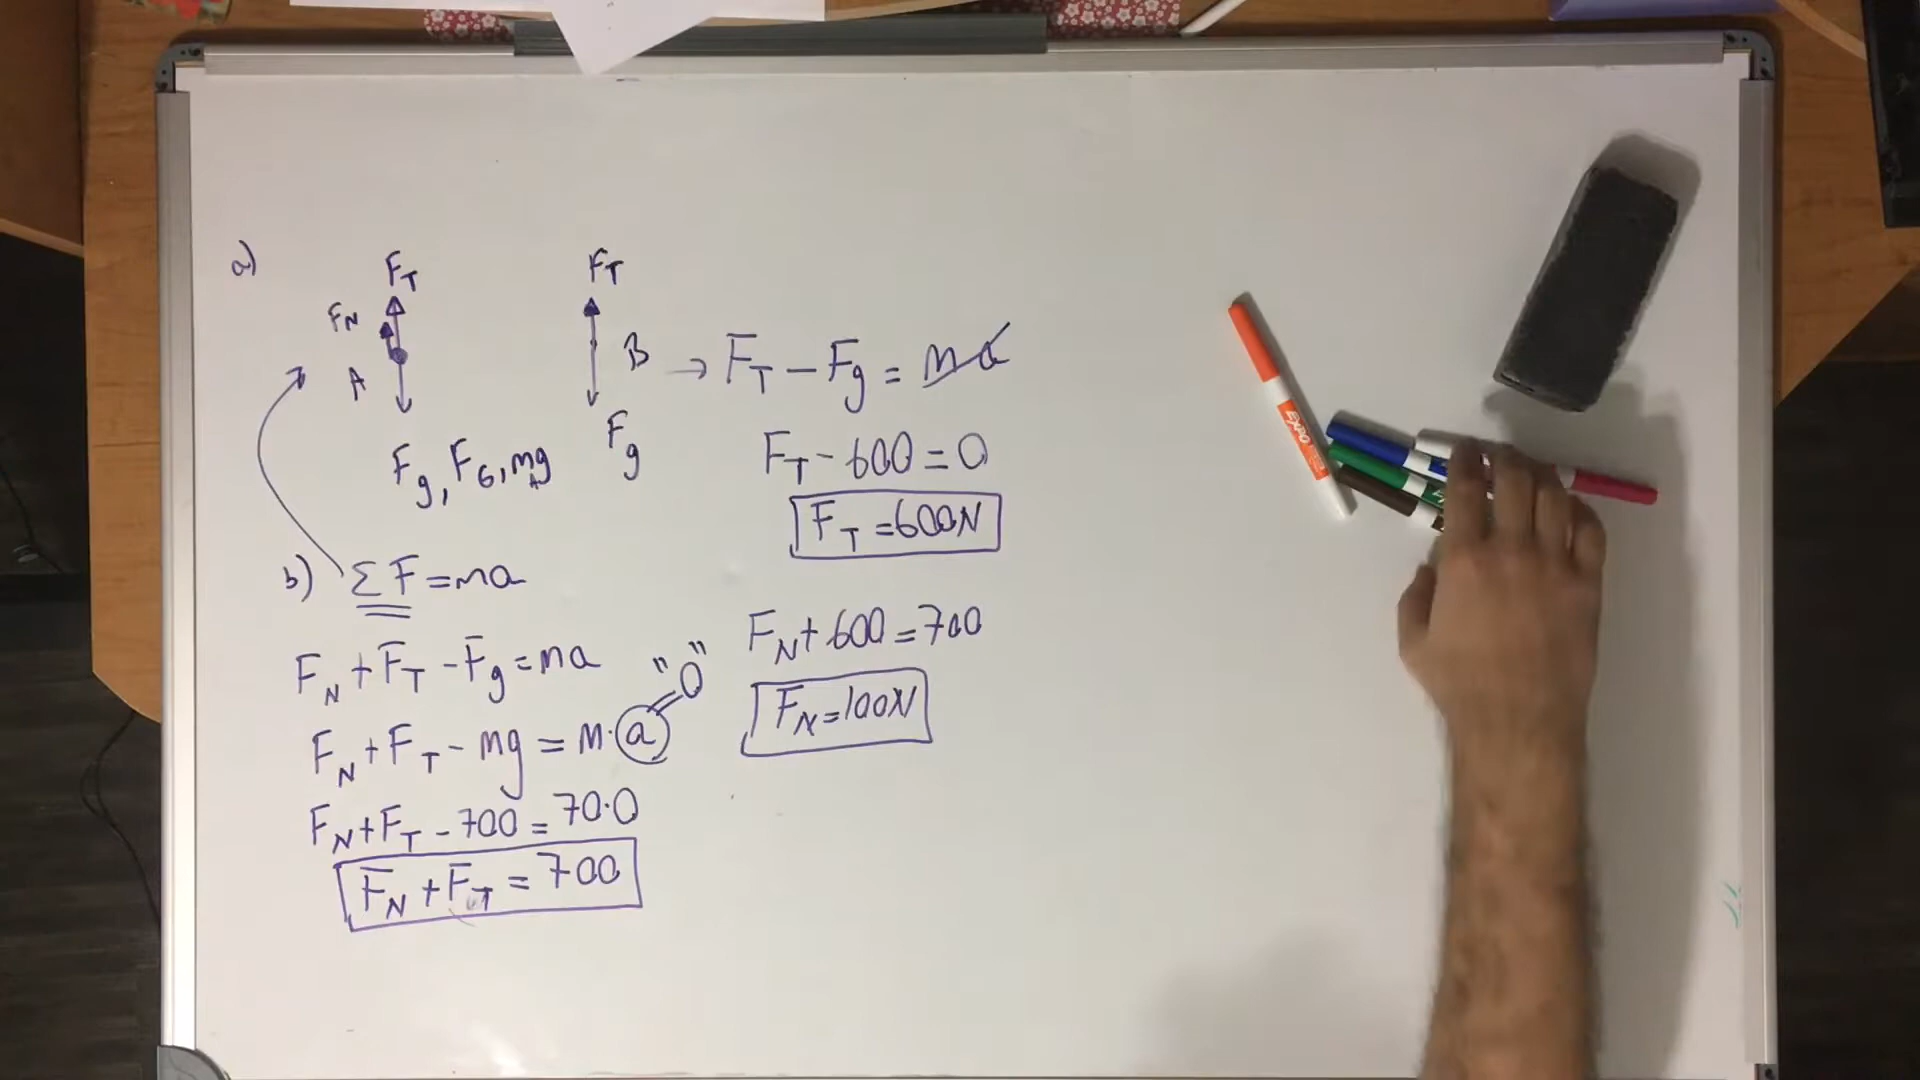 a)
F_T
F_N
A
F_g, F_G, m_Ag
F_T
B
F_g
→ F_T - F_g = ma
F_T - 600 = 0
F_T = 600N
b) ΣF = ma
F_N + F_T - F_g = ma
F_N + F_T - mg = m·a = "0"
F_N + F_T - 700 = 70·0
F_N + F_T = 700
F_N + 600 = 700
F_N = 100N
EXPO